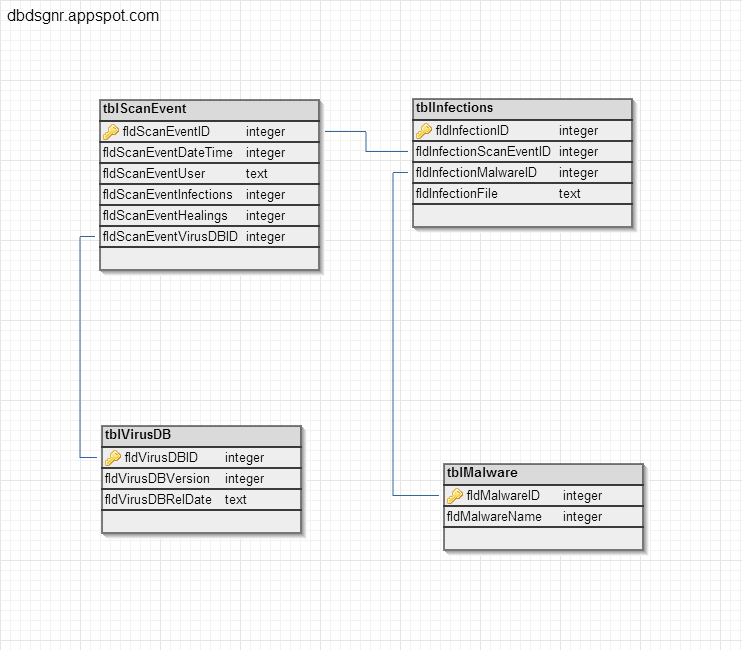 dbdsgnr.appspot.com
tblScanEvent
fldScanEventID integer
fldScanEventDateTime integer
fldScanEventUser text
fldScanEventInfections integer
fldScanEventHealings integer
fldScanEventVirusDBID integer
tblInfections
fldInfectionID integer
fldInfectionScanEventID integer
fldInfectionMalwareID integer
fldInfectionFile text
tblVirusDB
fldVirusDBID integer
fldVirusDBVersion integer
fldVirusDBRelDate text
tblMalware
fldMalwareID integer
fldMalwareName integer